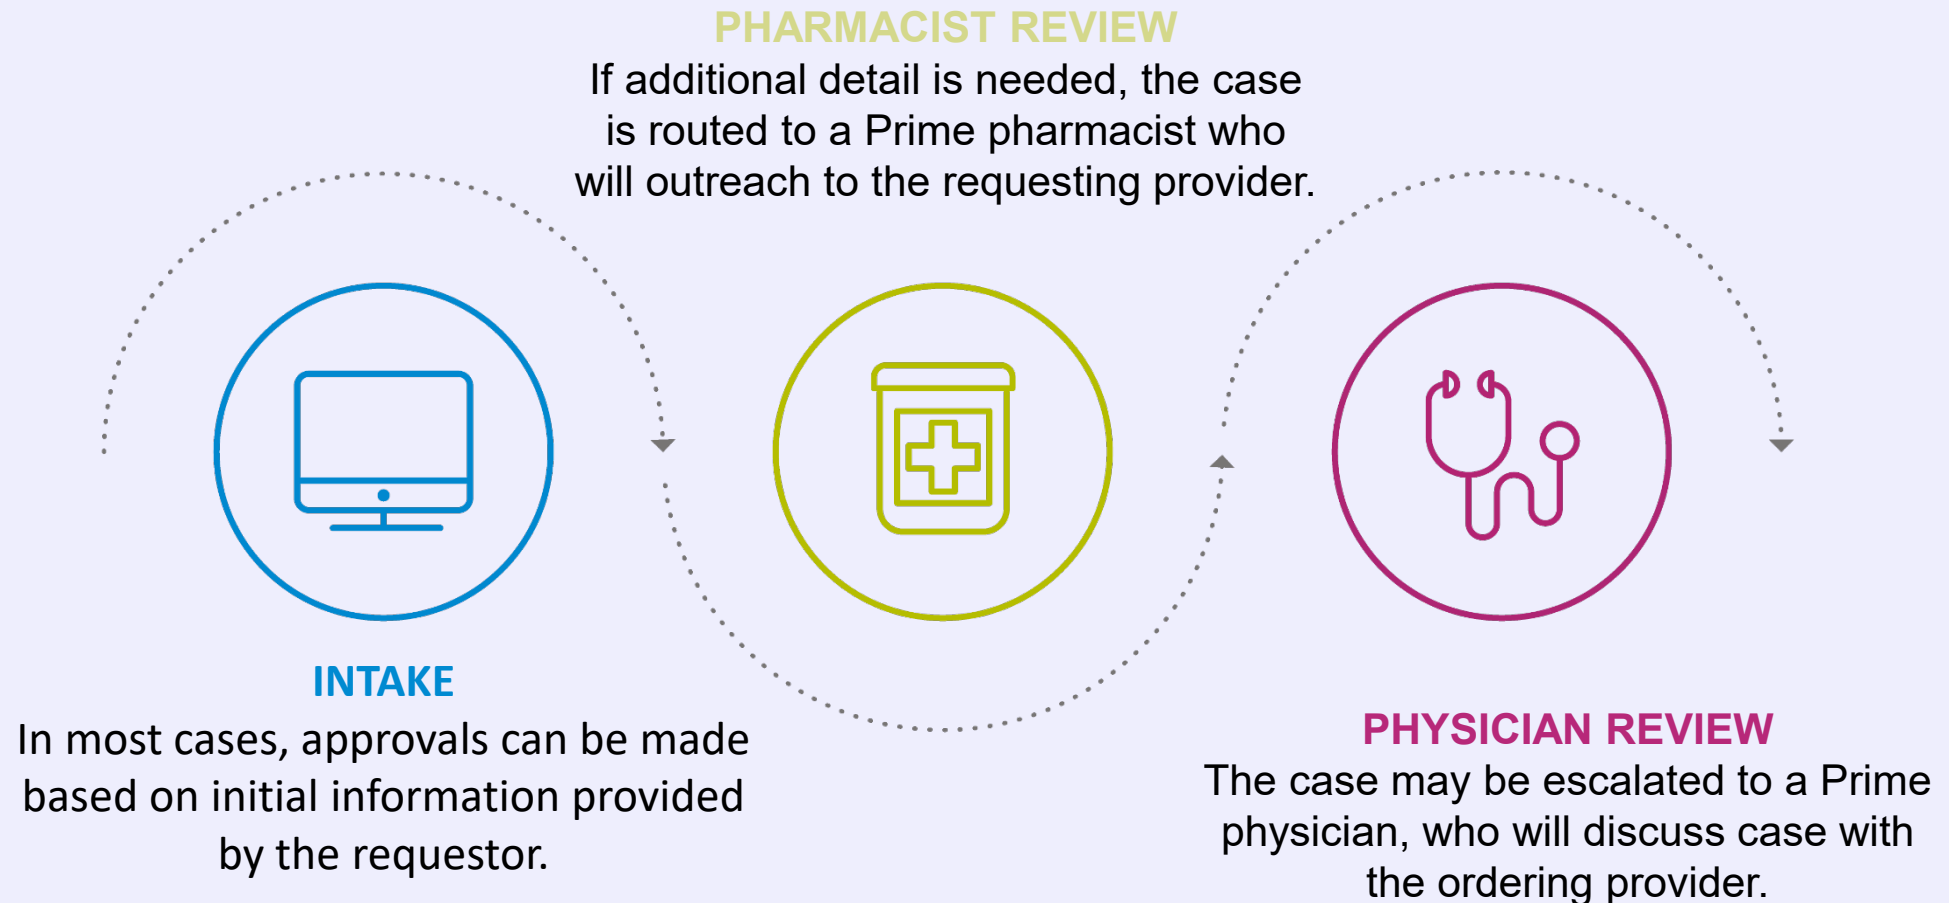 PHARMACIST REVIEW
If additional detail is needed, the case
is routed to a Prime pharmacist who
will outreach to the requesting provider.
INTAKE
In most cases, approvals can be made
based on initial information provided
by the requestor.
PHYSICIAN REVIEW
The case may be escalated to a Prime
physician, who will discuss case with
the ordering provider.